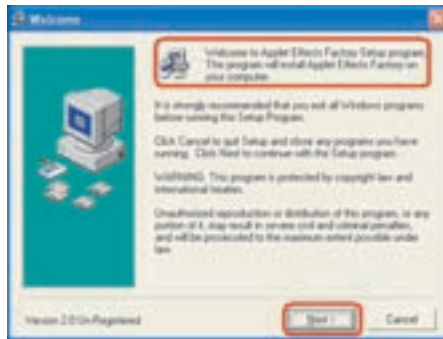 Welcome
Welcome to Applet Effects Factory Setup program.
This program will install Applet Effects Factory on
your computer.
It is strongly recommended that you exit all Windows programs
before running this Setup Program.
Click Cancel to quit Setup and close any programs you have
running. Click Next to continue with the Setup program.
WARNING: This program is protected by copyright law and
international treaties.
Unauthorized reproduction or distribution of this program, or any
portion of it, may result in severe civil and criminal penalties,
and will be prosecuted to the maximum extent possible under
law.
Version 2.0 Un-Registered
Next >
Cancel